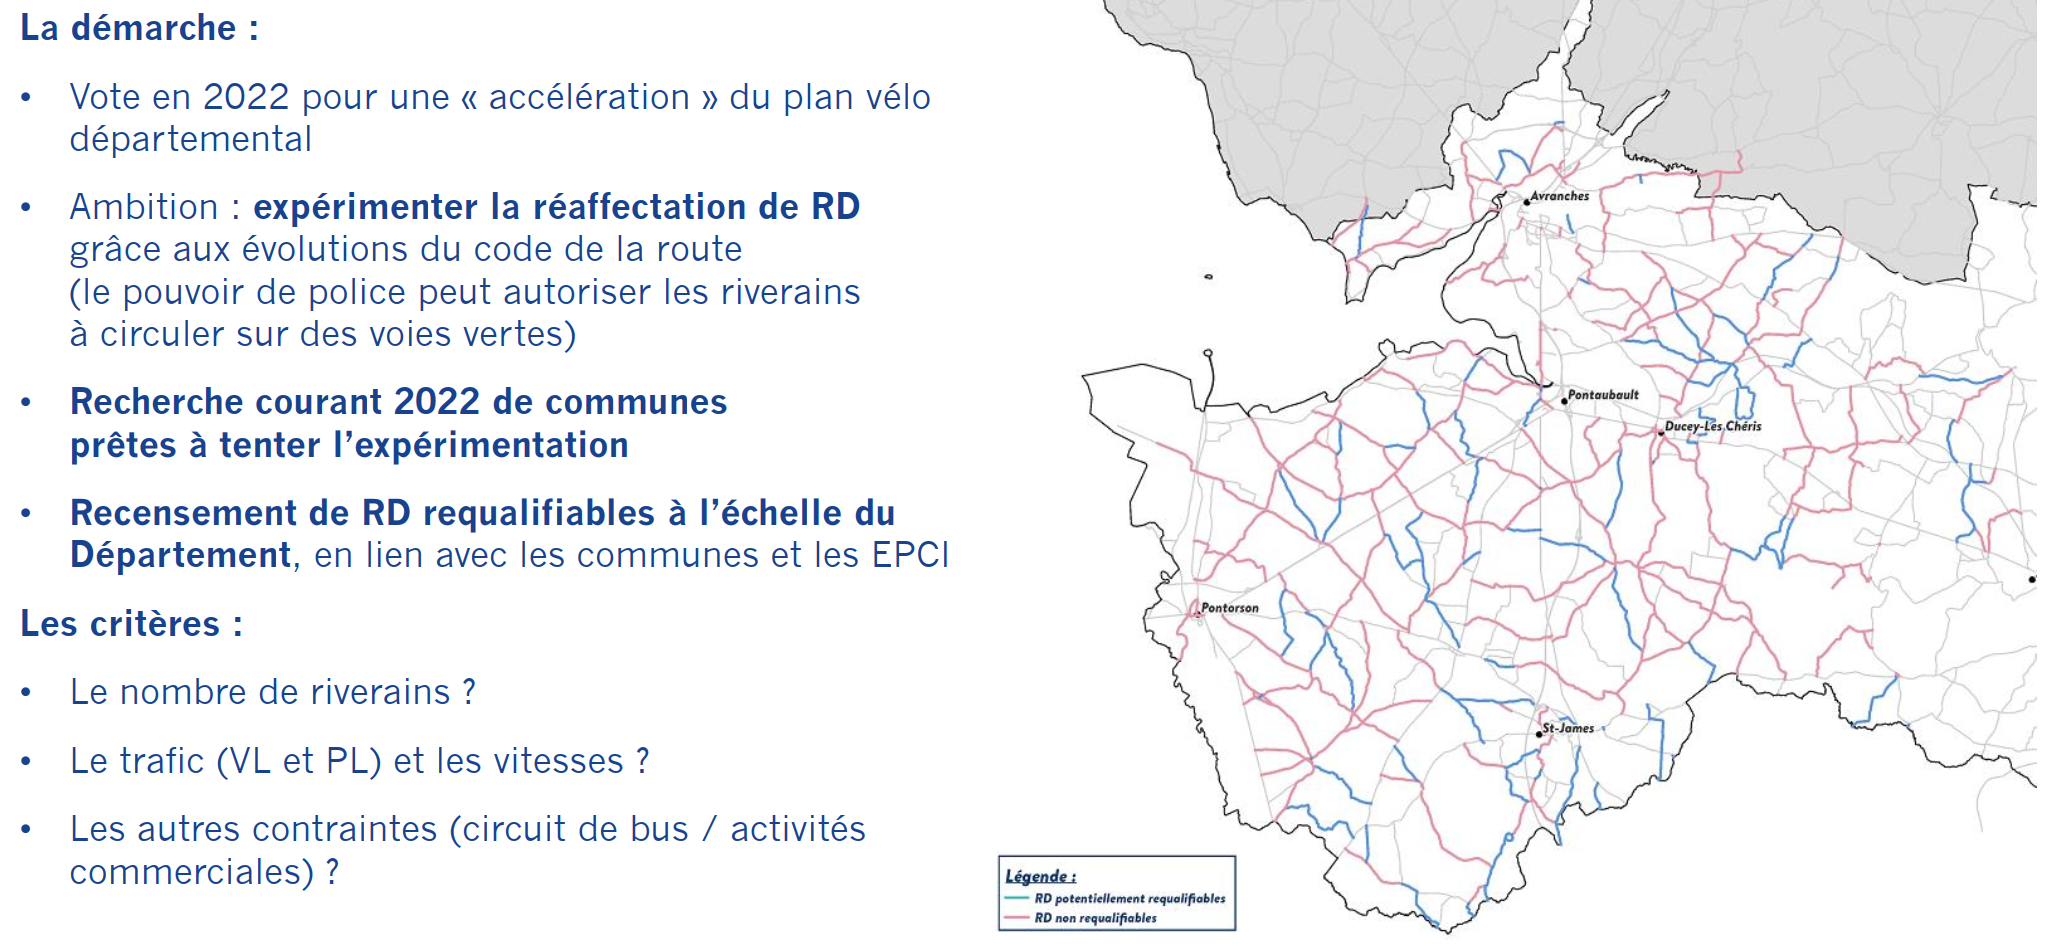 La démarche :
• Vote en 2022 pour une « accélération » du plan vélo
départemental
• Ambition : expérimenter la réaffectation de RD
grâce aux évolutions du code de la route
(le pouvoir de police peut autoriser les riverains
à circuler sur des voies vertes)
• Recherche courant 2022 de communes
prêtes à tenter l'expérimentation
• Recensement de RD requalifiables à l'échelle du
Département, en lien avec les communes et les EPCI
Les critères :
• Le nombre de riverains ?
• Le trafic (VL et PL) et les vitesses ?
• Les autres contraintes (circuit de bus / activités
commerciales) ?
Avranches
Pontaubault
Ducey-Les Chéris
Pontorson
St-James
Légende :
RD potentiellement requalifiables
RD non requalifiables